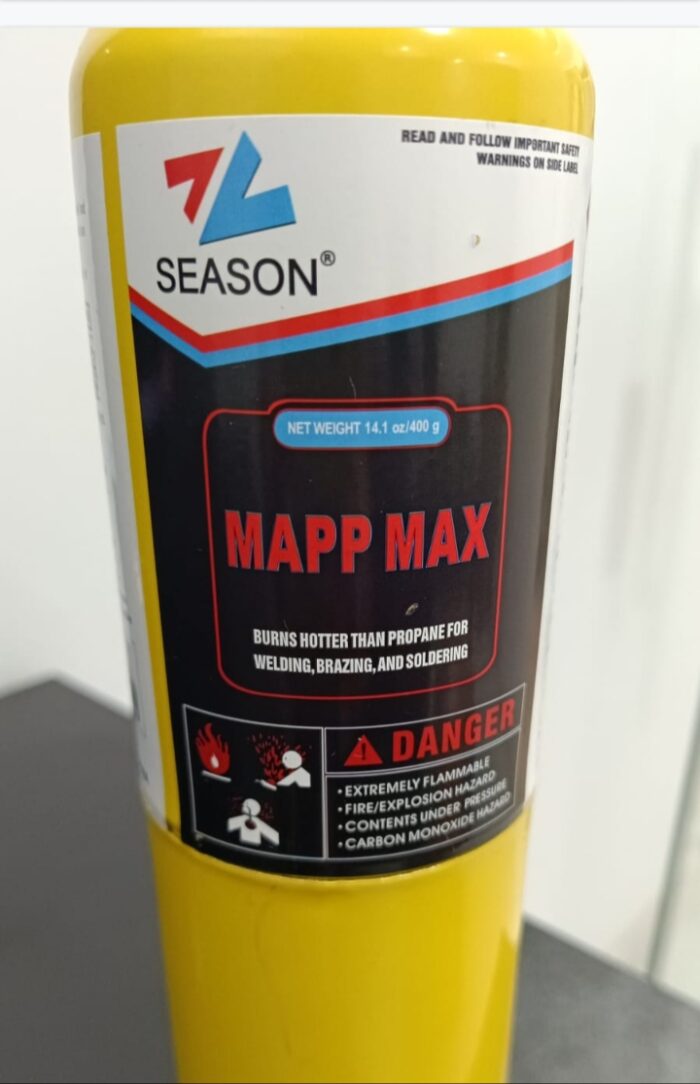 READ AND FOLLOW IMPORTANT SAFETY
WARNINGS ON SIDE LABEL
SEASON®
NET WEIGHT 14.1 oz/400 g
MAPP MAX
BURNS HOTTER THAN PROPANE FOR
WELDING, BRAZING, AND SOLDERING
DANGER
•EXTREMELY FLAMMABLE
•FIRE/EXPLOSION HAZARD
•CONTENTS UNDER PRESSURE
•CARBON MONOXIDE HAZARD